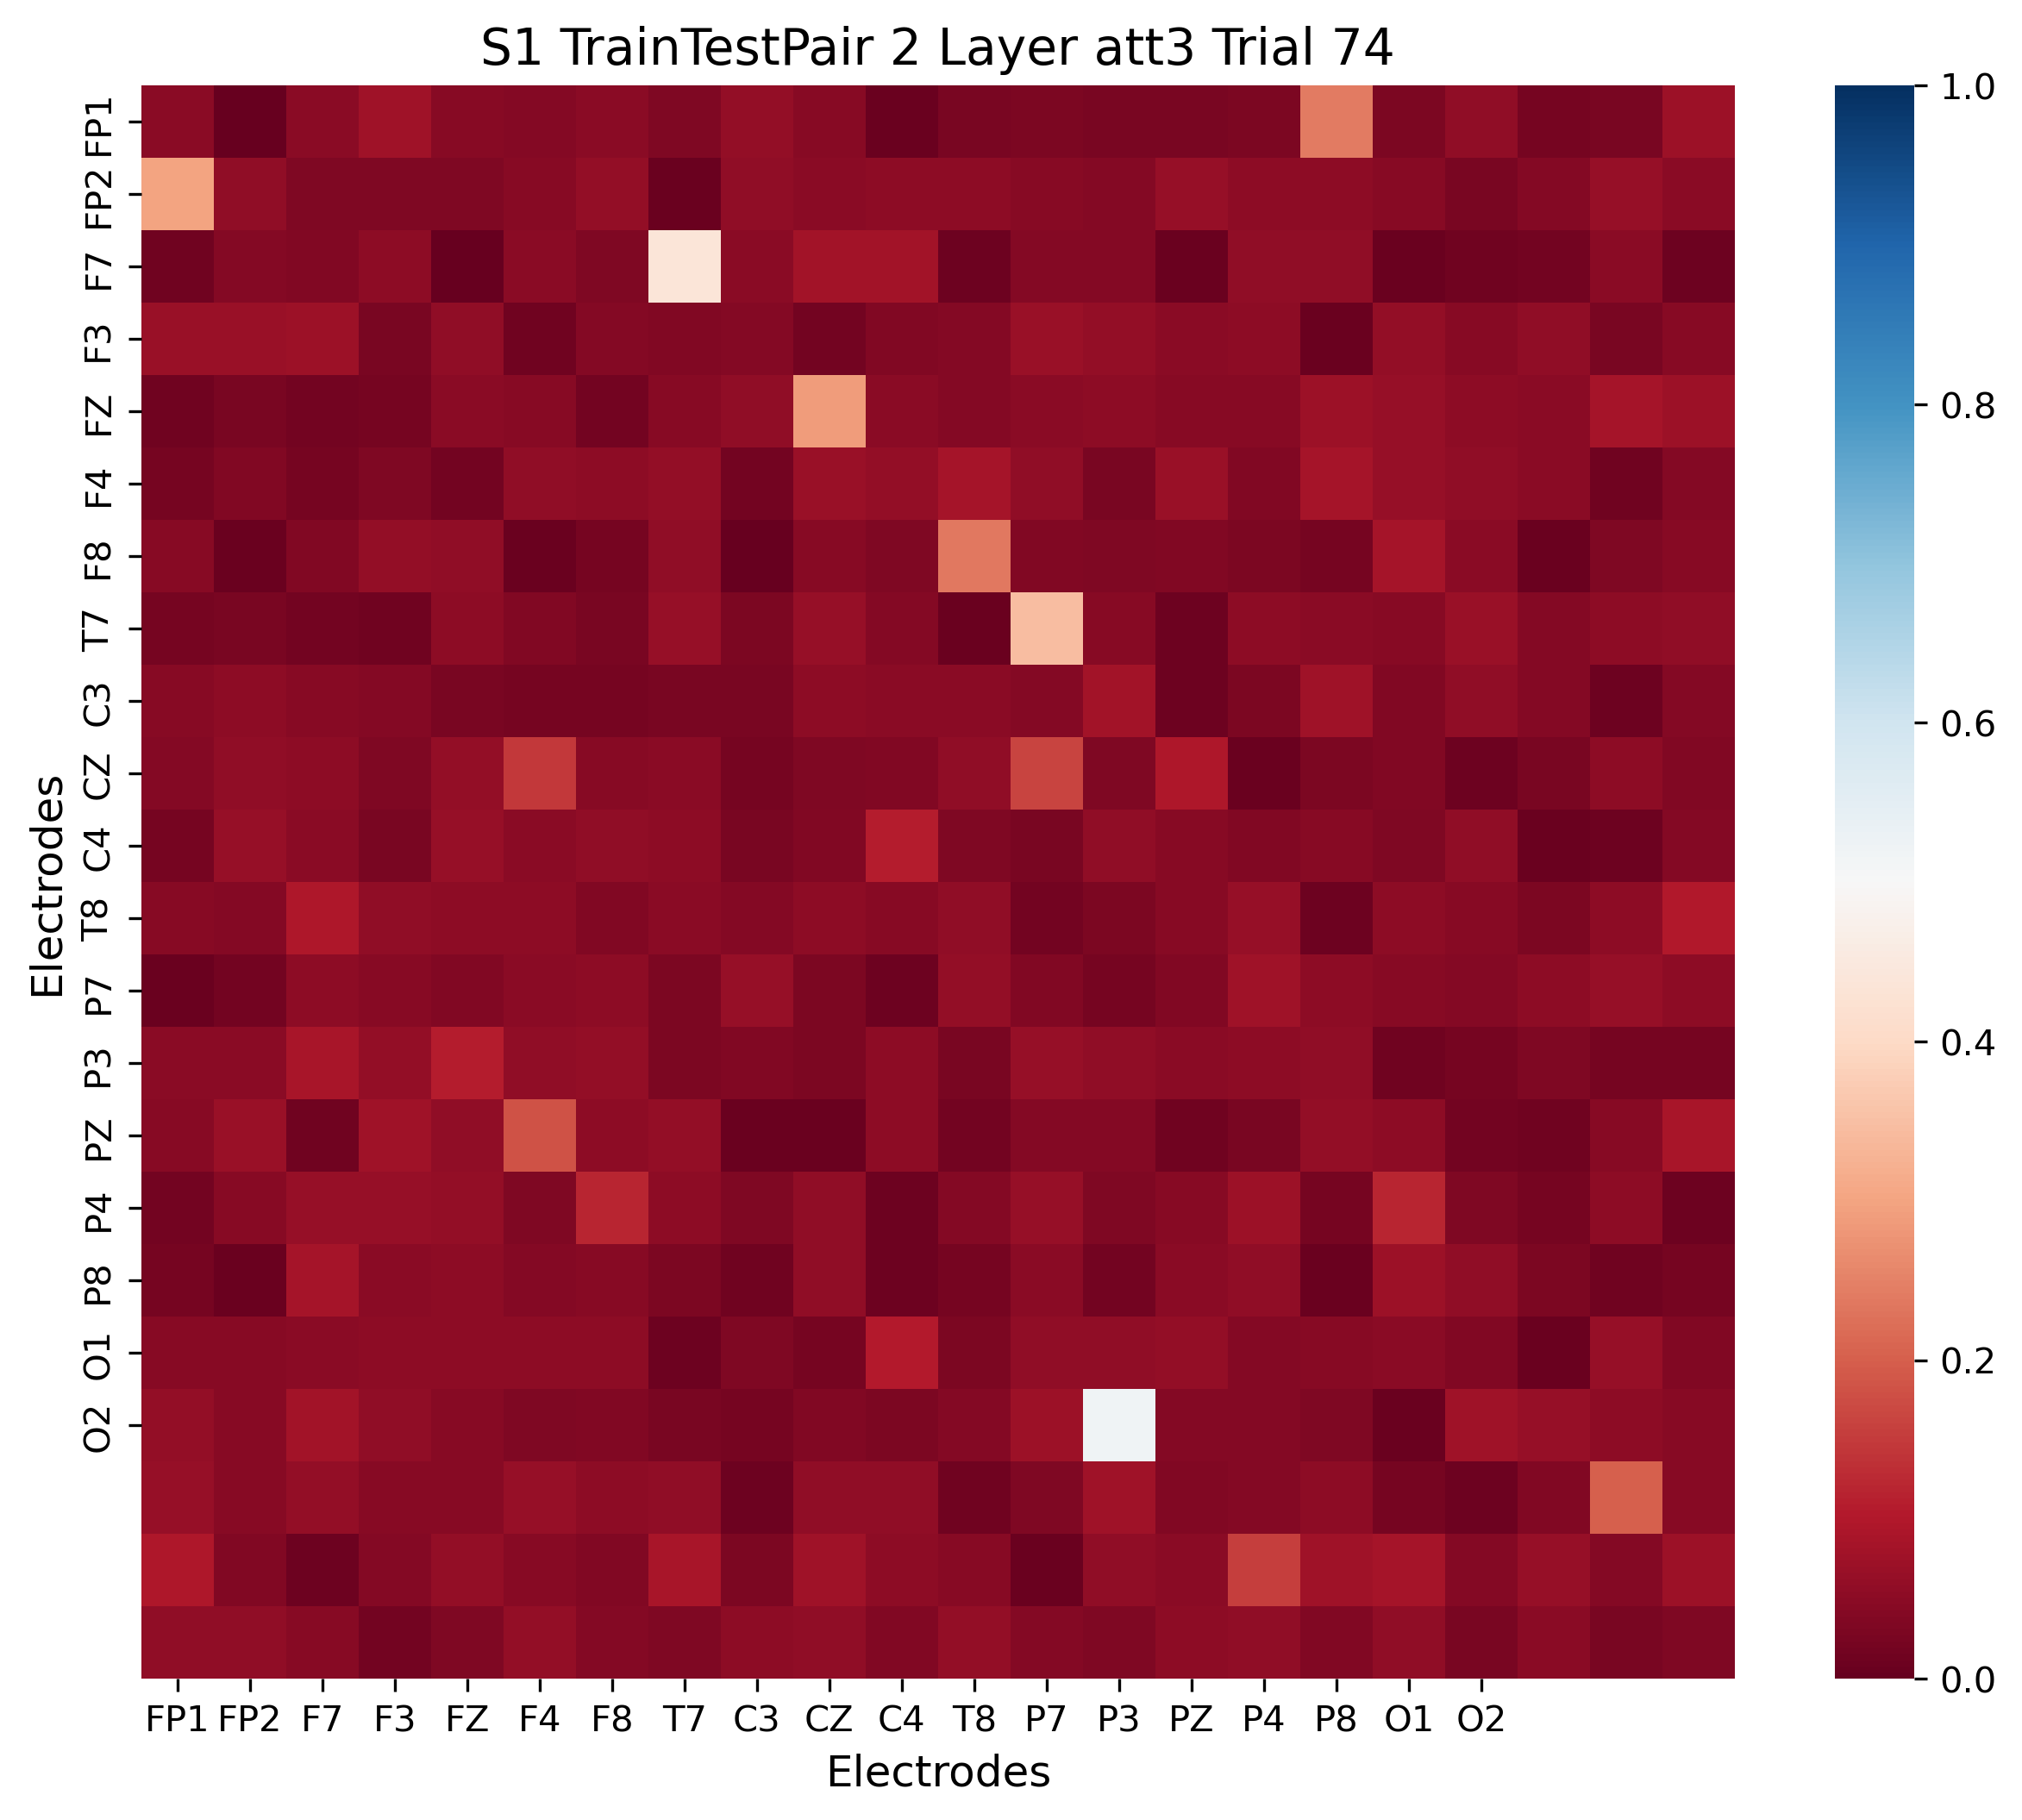 S1 TrainTestPair 2 Layer att3 Trial 74
Electrodes
FP1
FP2
F7
F3
FZ
F4
F8
T7
C3
CZ
C4
T8
P7
P3
PZ
P4
P8
O1
O2
FP1 FP2 F7 F3 FZ F4 F8 T7 C3 CZ C4 T8 P7 P3 PZ P4 P8 O1 O2
Electrodes
1.0
0.8
0.6
0.4
0.2
0.0